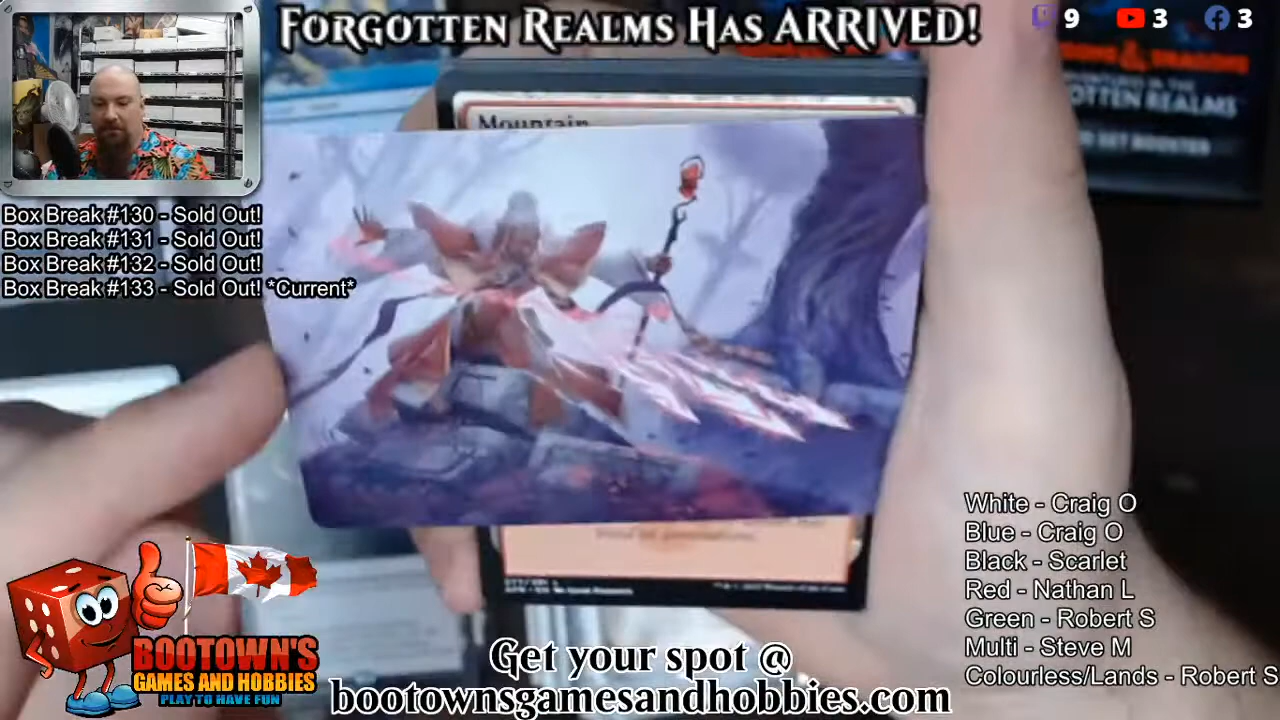 FORGOTTEN REALMS HAS ARRIVED!
9
3
3
Mountain
DUNGEONS & DRAGONS
Box Break #130 - Sold Out!
Box Break #131 - Sold Out!
Box Break #132 - Sold Out!
Box Break #133 - Sold Out! *Current*
White - Craig O
Blue - Craig O
Black - Scarlet
Red - Nathan L
Green - Robert S
Multi - Steve M
Colourless/Lands - Robert S
BOOTOWN'S
GAMES AND HOBBIES
PLAY TO HAVE FUN
Get your spot @
bootownsgamesandhobbies.com